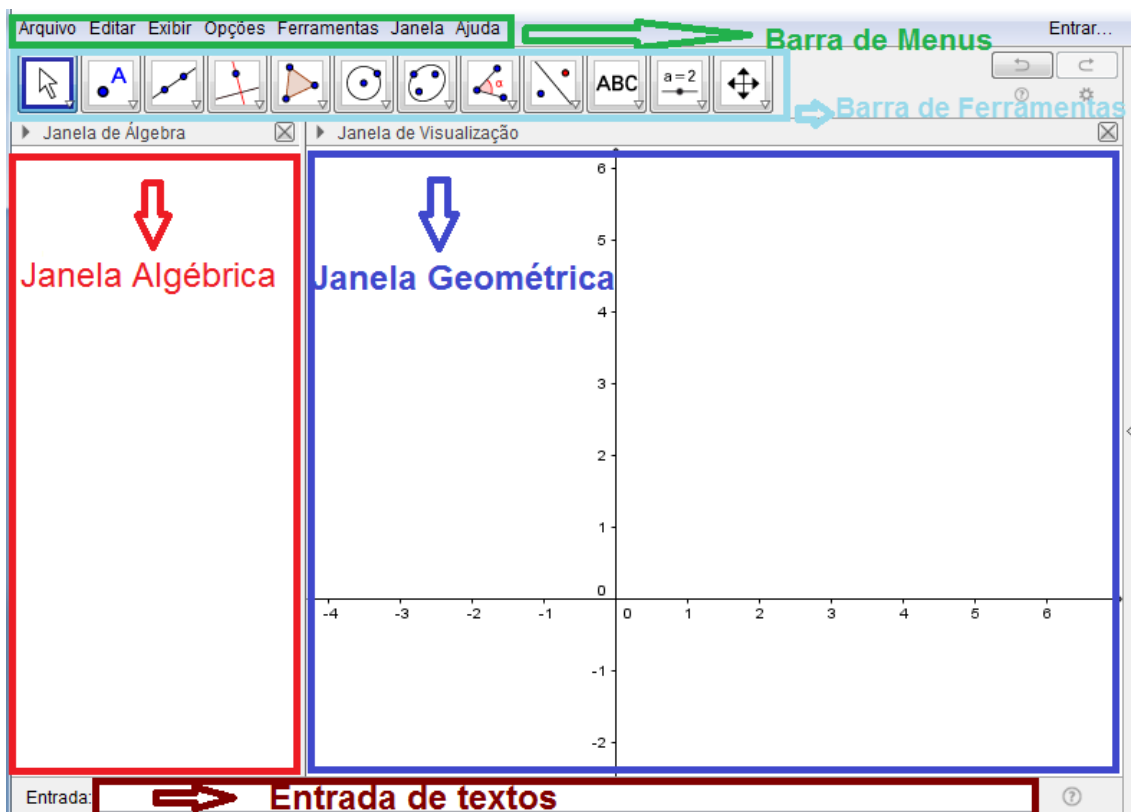 Arquivo Editar Exibir Opções Ferramentas Janela Ajuda
Barra de Menus
Entrar...
A
α
ABC
a=2
Barra de Ferramentas
Janela de Álgebra
Janela de Visualização
Janela Algébrica
Janela Geométrica
6
5
4
3
2
1
0
-4 -3 -2 -1 0 1 2 3 4 5 6
-1
-2
Entrada:
Entrada de textos